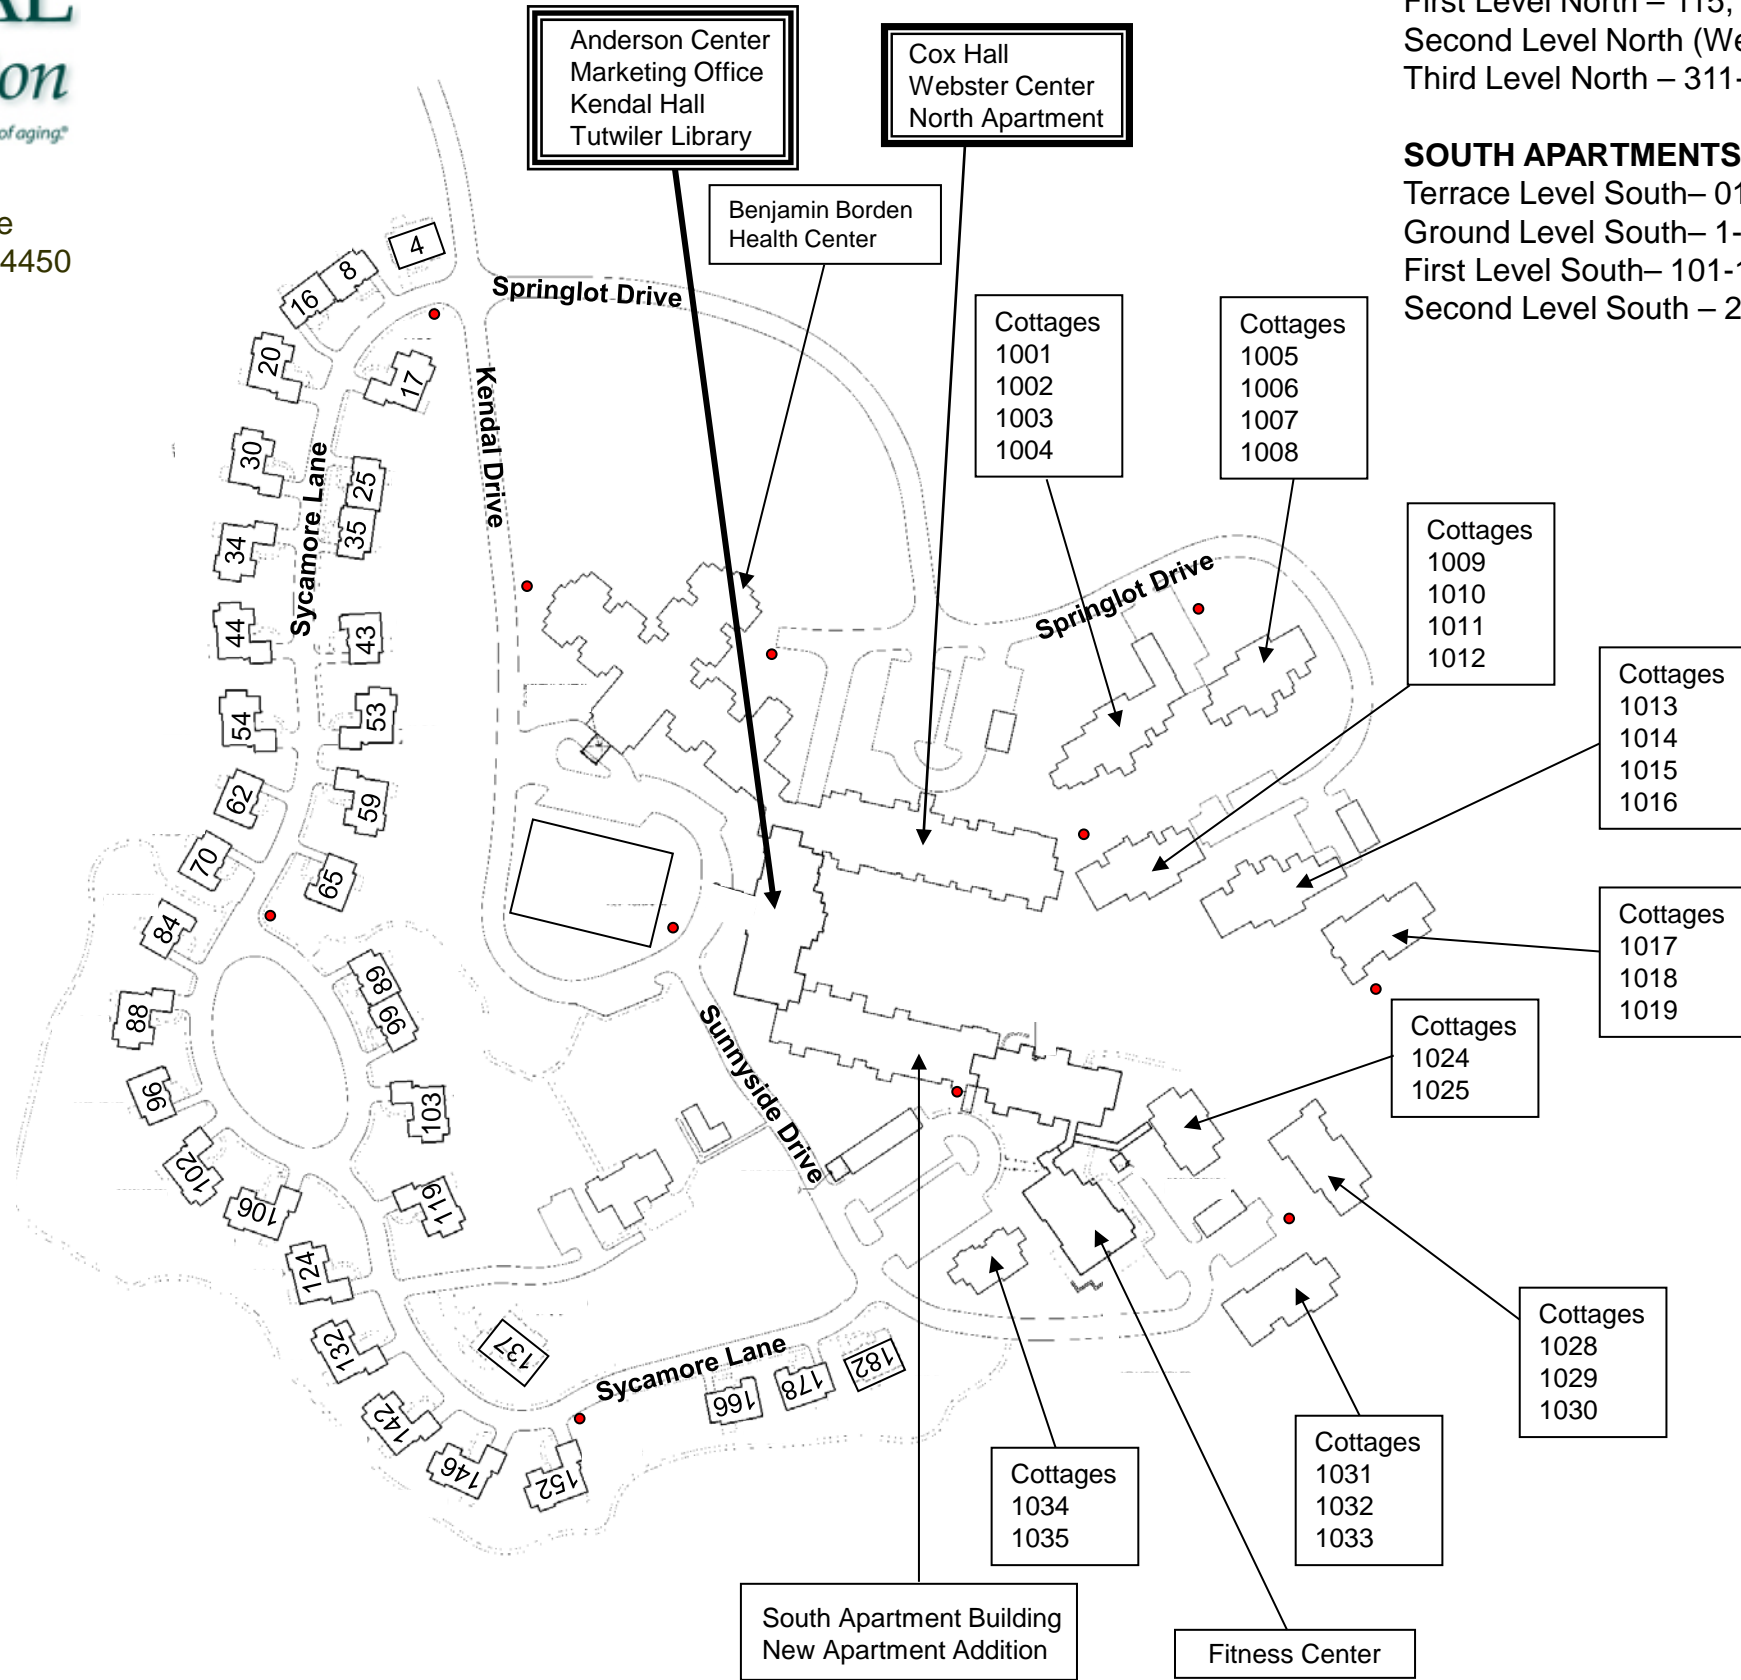 on
of aging.®
e
4450
Anderson Center
Marketing Office
Kendal Hall
Tutwiler Library
Cox Hall
Webster Center
North Apartment
First Level North – 115,
Second Level North (We
Third Level North – 311-
SOUTH APARTMENTS
Terrace Level South– 01
Ground Level South– 1-
First Level South– 101-1
Second Level South – 2
Benjamin Borden
Health Center
Springlot Drive
Kendal Drive
Sycamore Lane
4
8
16
20
17
30
25
35
34
44
43
54
53
62
59
70
65
84
89
99
88
96
103
102
106
119
124
132
137
142
146
152
166
178
182
Cottages
1001
1002
1003
1004
Cottages
1005
1006
1007
1008
Springlot Drive
Cottages
1009
1010
1011
1012
Cottages
1013
1014
1015
1016
Cottages
1017
1018
1019
Cottages
1024
1025
Sunnyside Drive
Sycamore Lane
Cottages
1028
1029
1030
Cottages
1031
1032
1033
Cottages
1034
1035
South Apartment Building
New Apartment Addition
Fitness Center